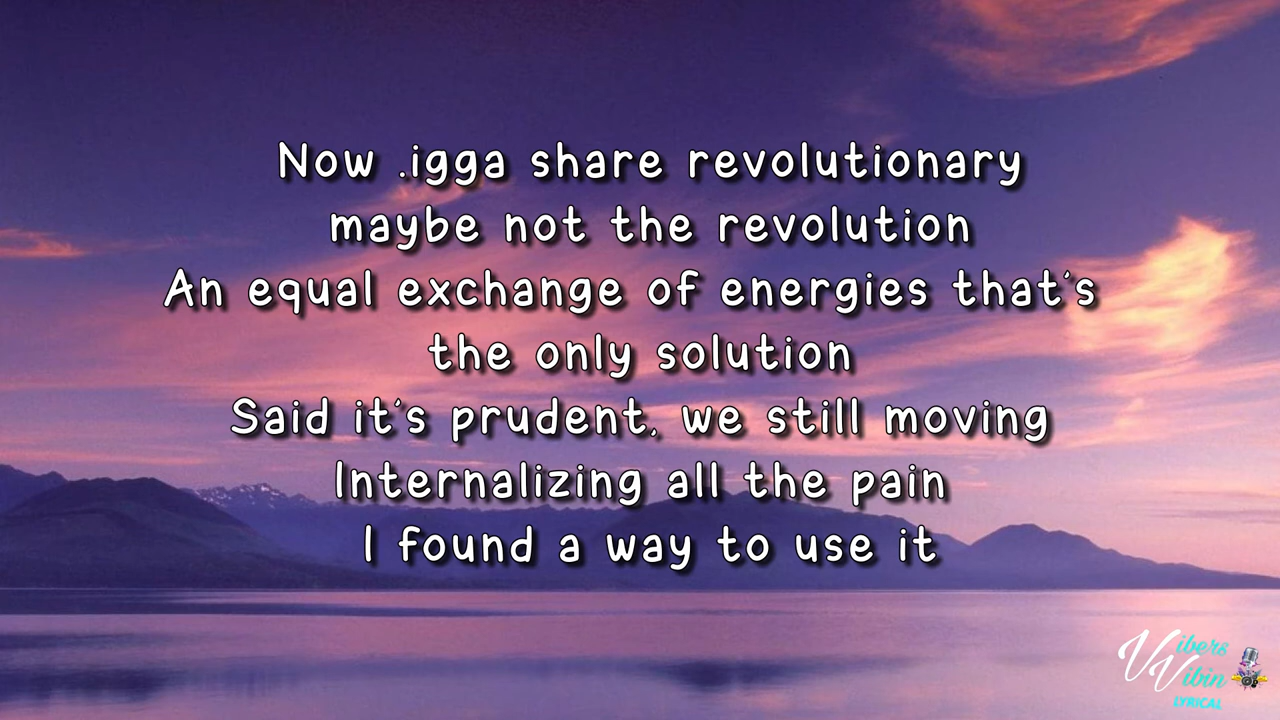 Now .igga share revolutionary
maybe not the revolution
An equal exchange of energies that's
the only solution
Said it's prudent, we still moving
Internalizing all the pain
I found a way to use it
Vibers
Vibin
LYRICAL